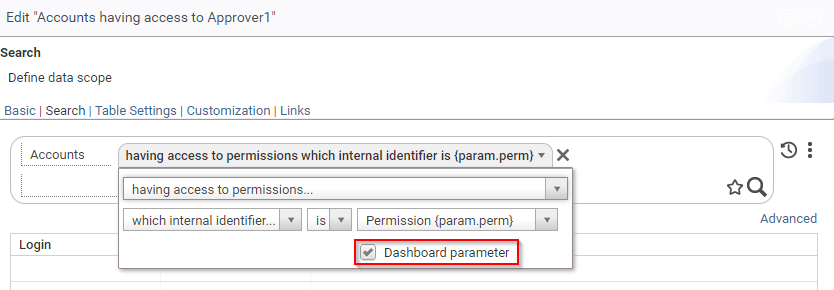 Edit "Accounts having access to Approver1"
Search
Define data scope
Basic | Search | Table Settings | Customization | Links
Accounts having access to permissions which internal identifier is {param.perm}
having access to permissions...
which internal identifier... is Permission {param.perm}
Advanced
Login
Dashboard parameter